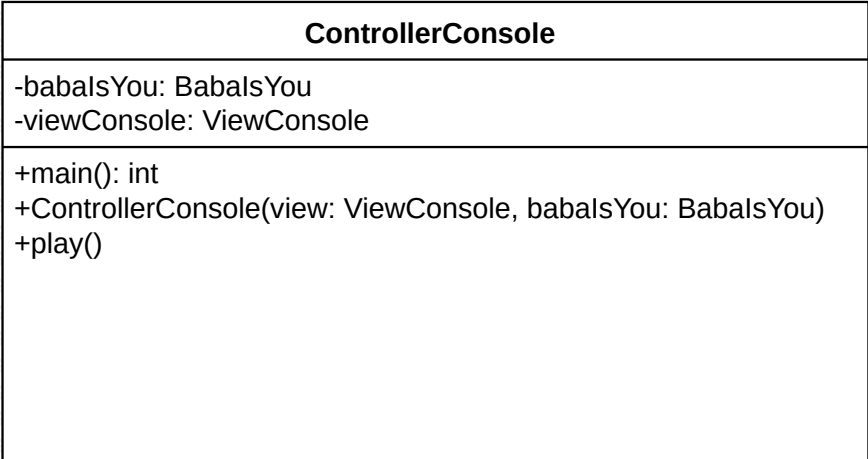 ControllerConsole
-babaIsYou: BabaIsYou
-viewConsole: ViewConsole
+main(): int
+ControllerConsole(view: ViewConsole, babaIsYou: BabaIsYou)
+play()